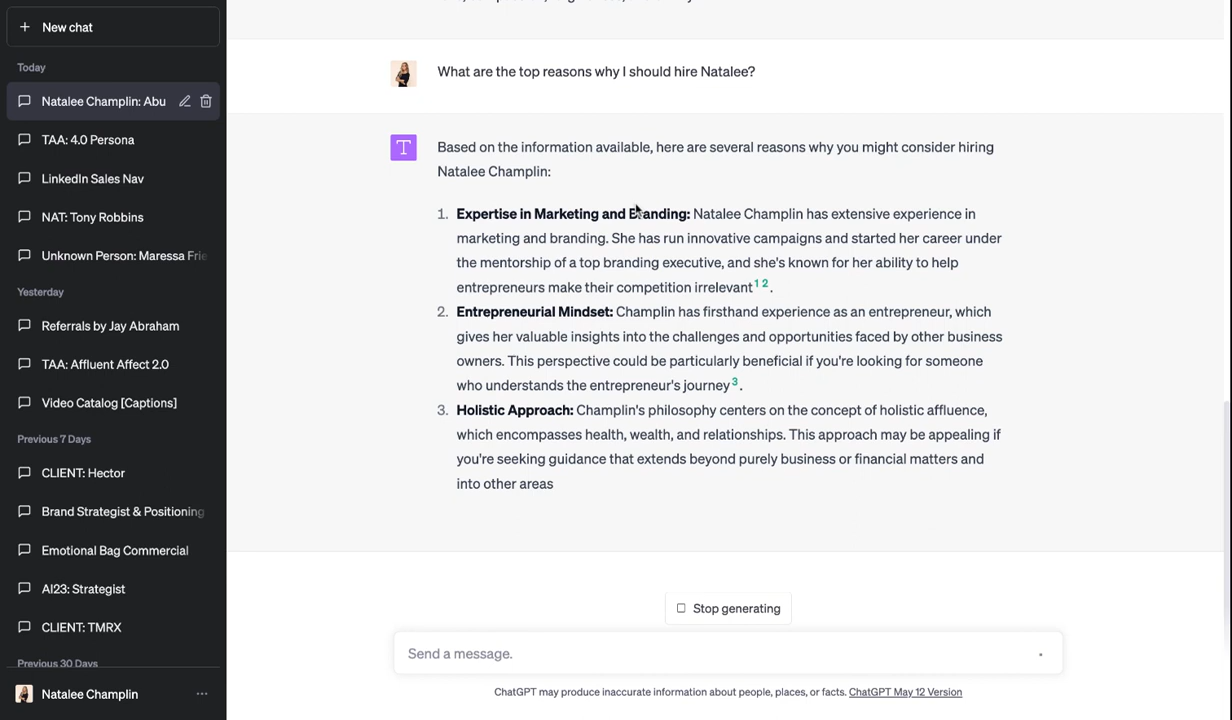 New chat
Today
Natalee Champlin: Abu
TAA: 4.0 Persona
LinkedIn Sales Nav
NAT: Tony Robbins
Unknown Person: Maressa Frie
Yesterday
Referrals by Jay Abraham
TAA: Affluent Affect 2.0
Video Catalog [Captions]
Previous 7 Days
CLIENT: Hector
Brand Strategist & Positioning
Emotional Bag Commercial
AI23: Strategist
CLIENT: TMRX
Previous 30 Days
Natalee Champlin
What are the top reasons why I should hire Natalee?
T
Based on the information available, here are several reasons why you might consider hiring
Natalee Champlin:
1. Expertise in Marketing and Branding: Natalee Champlin has extensive experience in
marketing and branding. She has run innovative campaigns and started her career under
the mentorship of a top branding executive, and she's known for her ability to help
entrepreneurs make their competition irrelevant 1 2.
2. Entrepreneurial Mindset: Champlin has firsthand experience as an entrepreneur, which
gives her valuable insights into the challenges and opportunities faced by other business
owners. This perspective could be particularly beneficial if you're looking for someone
who understands the entrepreneur's journey 3.
3. Holistic Approach: Champlin's philosophy centers on the concept of holistic affluence,
which encompasses health, wealth, and relationships. This approach may be appealing if
you're seeking guidance that extends beyond purely business or financial matters and
into other areas
Stop generating
Send a message.
ChatGPT may produce inaccurate information about people, places, or facts. ChatGPT May 12 Version